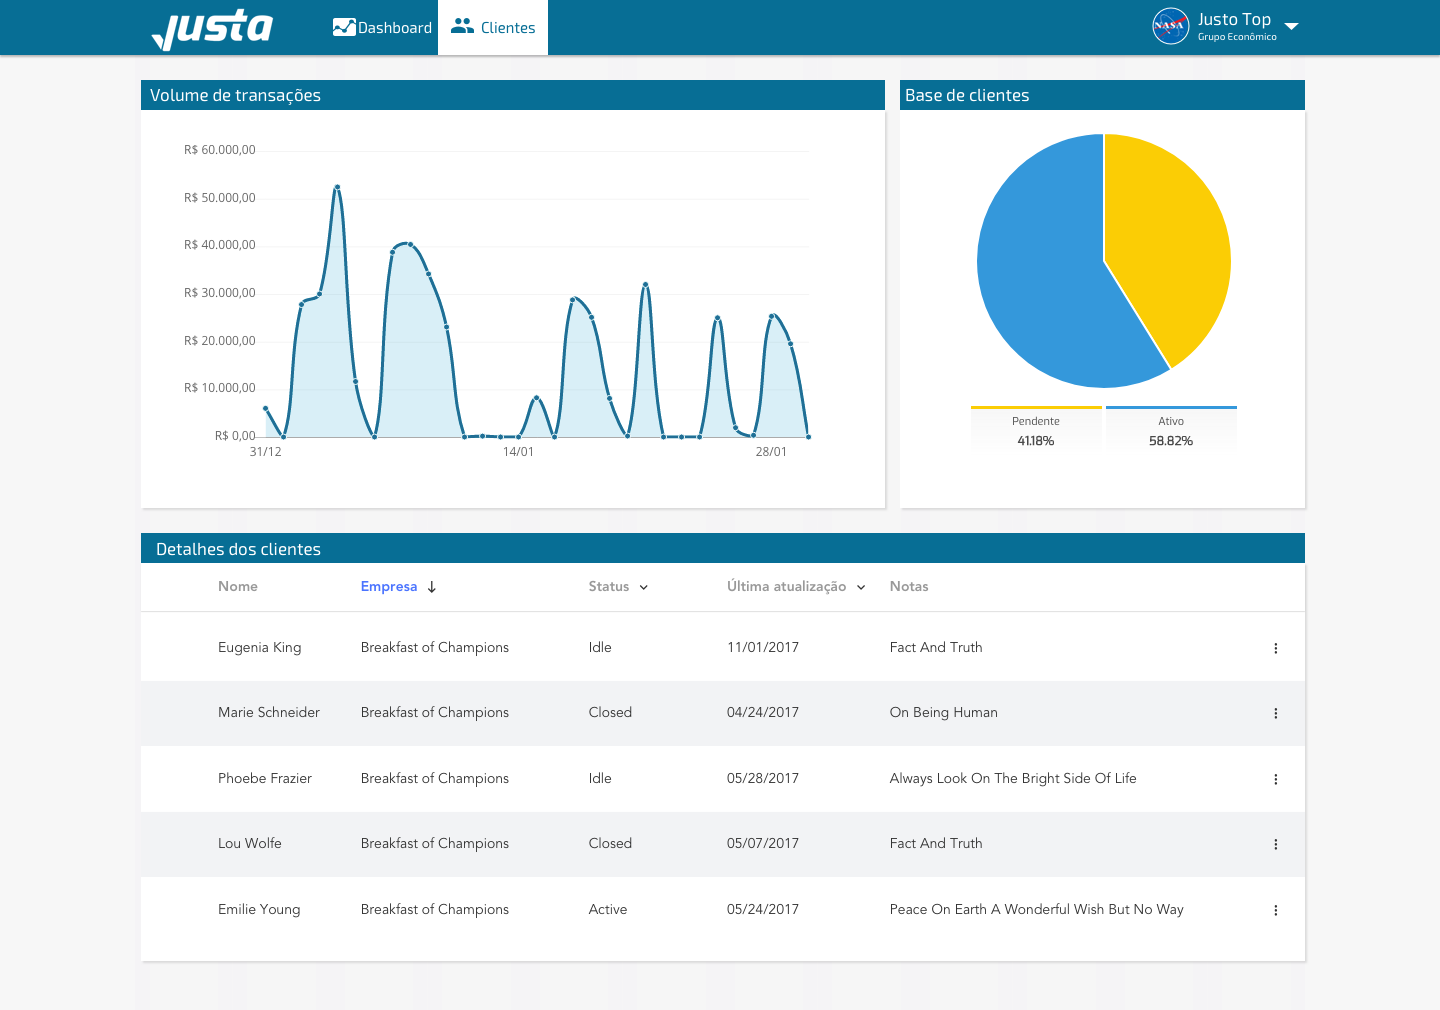 justa
Dashboard
Clientes
NASA
Justo Top
Grupo Econômico
Volume de transações
Base de clientes
R$ 60.000,00
R$ 50.000,00
R$ 40.000,00
R$ 30.000,00
R$ 20.000,00
R$ 10.000,00
R$ 0,00
31/12 14/01 28/01
Pendente
41.18%
Ativo
58.82%
Detalhes dos clientes
Nome Empresa Status Última atualização Notas
Eugenia King Breakfast of Champions Idle 11/01/2017 Fact And Truth
Marie Schneider Breakfast of Champions Closed 04/24/2017 On Being Human
Phoebe Frazier Breakfast of Champions Idle 05/28/2017 Always Look On The Bright Side Of Life
Lou Wolfe Breakfast of Champions Closed 05/07/2017 Fact And Truth
Emilie Young Breakfast of Champions Active 05/24/2017 Peace On Earth A Wonderful Wish But No Way